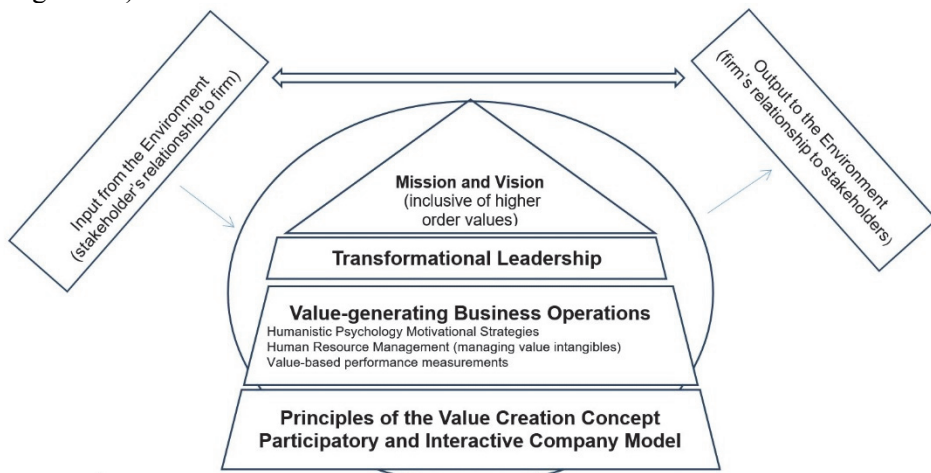 Input from the Environment
(stakeholder's relationship to firm)
Output to the Environment
(firm's relationship to stakeholders)
Mission and Vision
(inclusive of higher
order values)
Transformational Leadership
Value-generating Business Operations
Humanistic Psychology Motivational Strategies
Human Resource Management (managing value intangibles)
Value-based performance measurements
Principles of the Value Creation Concept
Participatory and Interactive Company Model